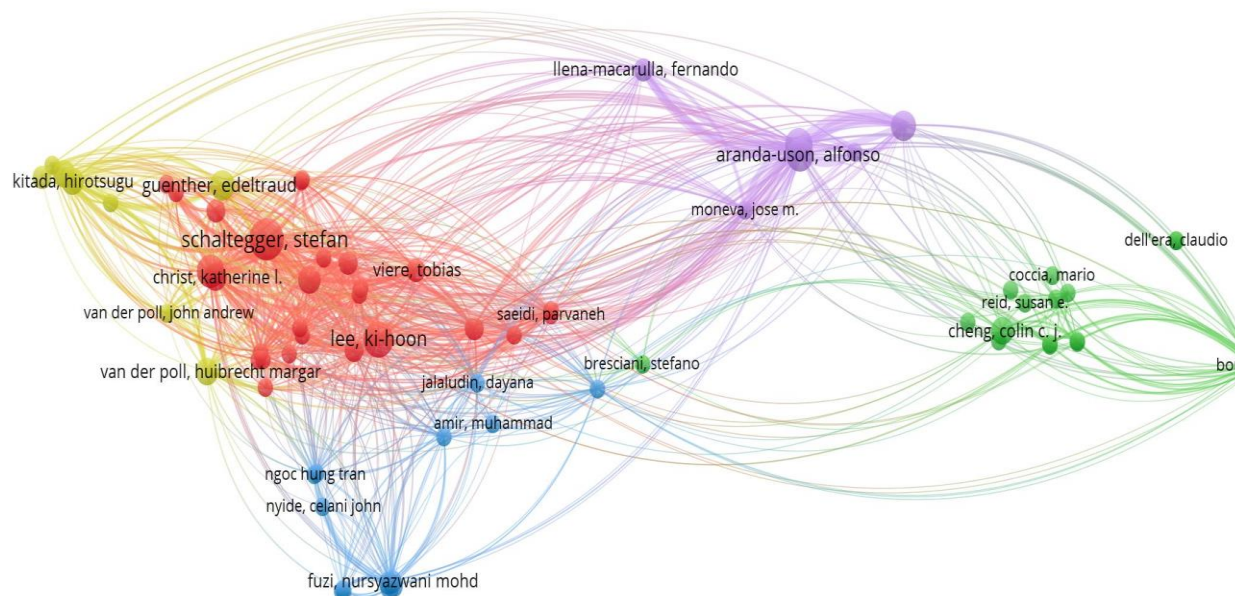 llena-macarulla, fernando
aranda-uson, alfonso
kitada, hirotsugu
guenther, edeltraud
moneva, jose m.
schaltegger, stefan
dell'era, claudio
christ, katherine l.
viere, tobias
coccia, mario
reid, susan e.
van der poll, john andrew
saeidi, parvaneh
cheng, colin c. j.
lee, ki-hoon
bresciani, stefano
van der poll, huibrecht margar
jalaludin, dayana
amir, muhammad
ngoc hung tran
nyide, celani john
fuzi, nursyazwani mohd